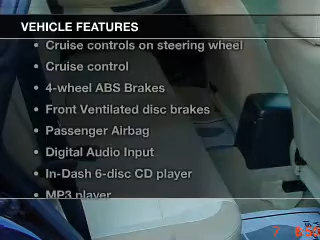 VEHICLE FEATURES
• Cruise controls on steering wheel
• Cruise control
• 4-wheel ABS Brakes
• Front Ventilated disc brakes
• Passenger Airbag
• Digital Audio Input
• In-Dash 6-disc CD player
• MP3 player